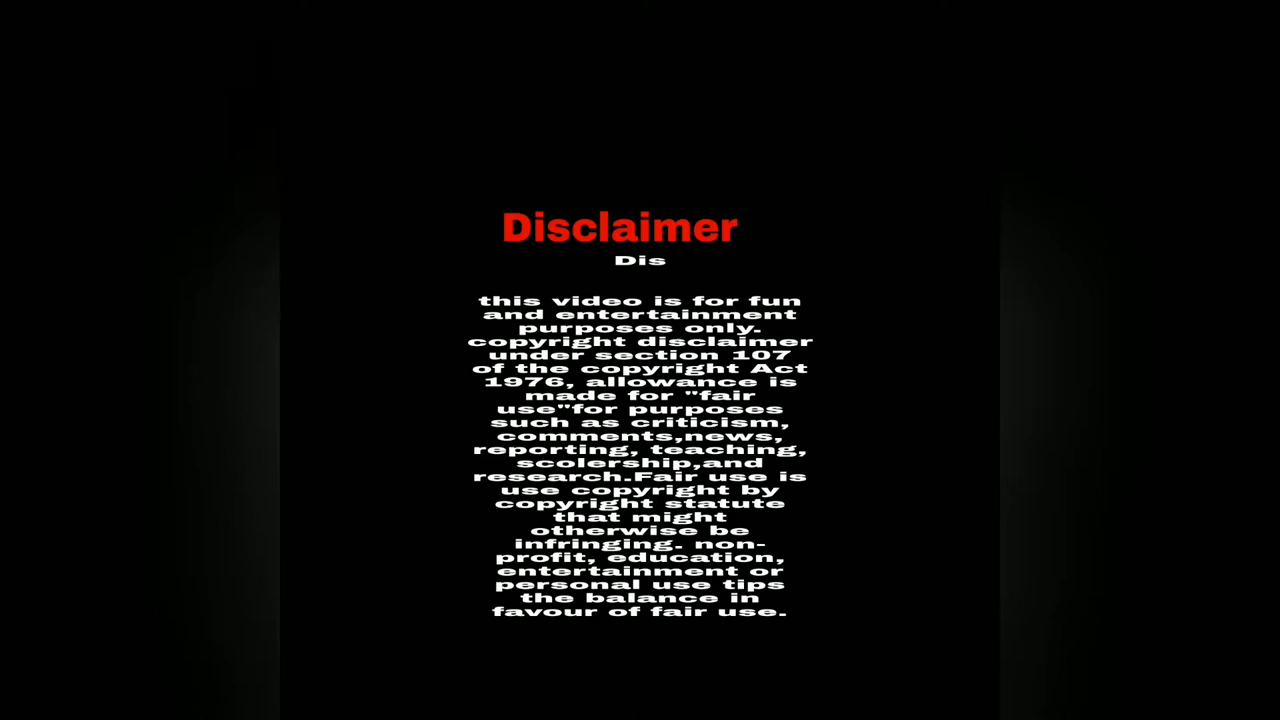 Disclaimer
Dis
this video is for fun
and entertainment
purposes only.
copyright disclaimer
under section 107
of the copyright Act
1976, allowance is
made for "fair
use"for purposes
such as criticism,
comments,news,
reporting, teaching,
scolership,and
research.Fair use is
use copyright by
copyright statute
that might
otherwise be
infringing. non-
profit, education,
entertainment or
personal use tips
the balance in
favour of fair use.